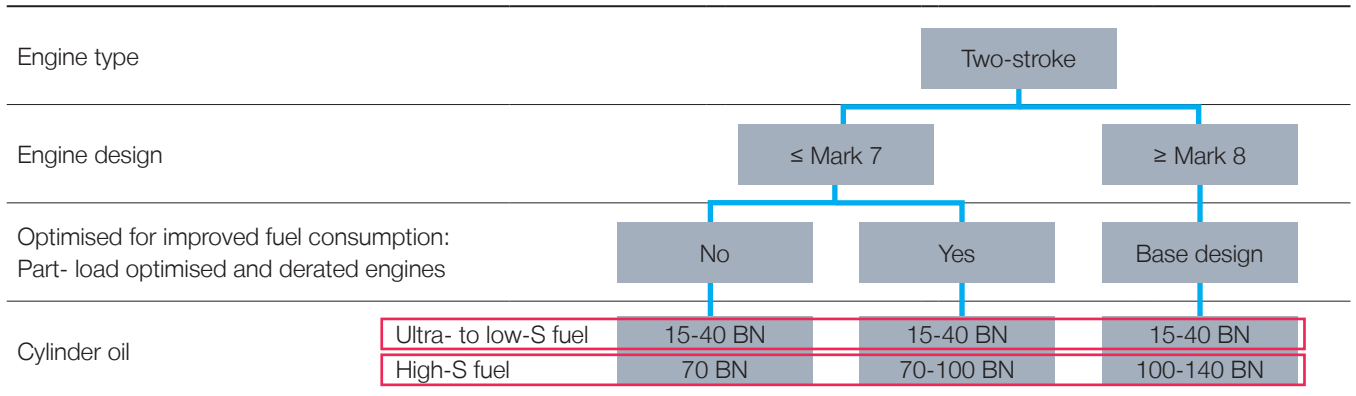 Engine type
Two-stroke
Engine design
≤ Mark 7
≥ Mark 8
Optimised for improved fuel consumption:
Part- load optimised and derated engines
No
Yes
Base design
Cylinder oil
Ultra- to low-S fuel 15-40 BN 15-40 BN 15-40 BN
High-S fuel 70 BN 70-100 BN 100-140 BN